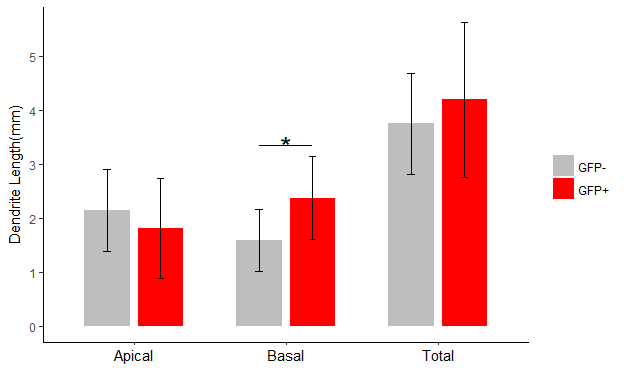 5
4
3
2
1
0
Dendrite Length(mm)
*
Apical
Basal
Total
GFP-
GFP+